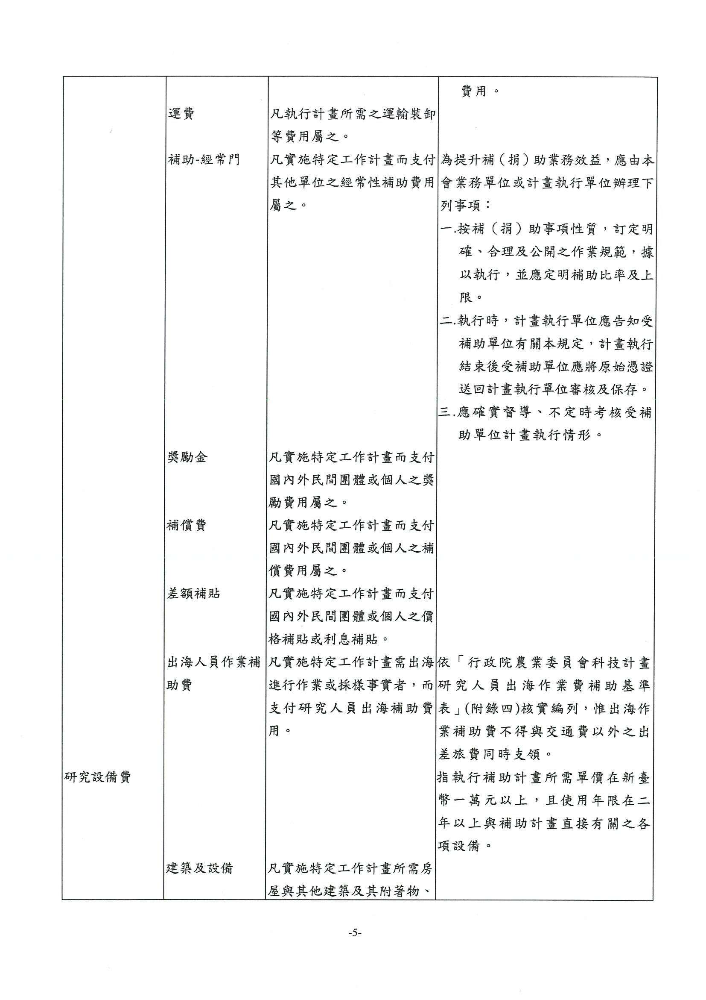 費用。
運費
凡執行計畫所需之運輸裝卸
等費用屬之。
補助-經常門
凡實施特定工作計畫而支付
其他單位之經常性補助費用
屬之。
為提升補（捐）助業務效益，應由本
會業務單位或計畫執行單位辦理下
列事項：
一.按補（捐）助事項性質，訂定明
確、合理及公開之作業規範，據
以執行，並應定明補助比率及上
限。
二.執行時，計畫執行單位應告知受
補助單位有關本規定，計畫執行
結束後受補助單位應將原始憑證
送回計畫執行單位審核及保存。
三.應確實督導、不定時考核受補
助單位計畫執行情形。
獎勵金
凡實施特定工作計畫而支付
國內外民間團體或個人之獎
勵費用屬之。
補償費
凡實施特定工作計畫而支付
國內外民間團體或個人之補
償費用屬之。
差額補貼
凡實施特定工作計畫而支付
國內外民間團體或個人之價
格補貼或利息補貼。
出海人員作業補
助費
凡實施特定工作計畫需出海
進行作業或採樣事實者，而
支付研究人員出海補助費
用。
依「行政院農業委員會科技計畫
研究人員出海作業費補助基準
表」(附錄四)核實編列，惟出海作
業補助費不得與交通費以外之出
差旅費同時支領。
研究設備費
指執行補助計畫所需單價在新臺
幣一萬元以上，且使用年限在二
年以上與補助計畫直接有關之各
項設備。
建築及設備
凡實施特定工作計畫所需房
屋與其他建築及其附著物、
-5-